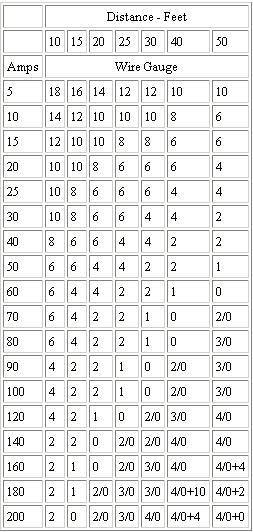 Distance - Feet
10 15 20 25 30 40 50
Amps Wire Gauge
5 18 16 14 12 12 10 10
10 14 12 10 10 10 8 6
15 12 10 10 8 8 6 6
20 10 10 8 6 6 6 4
25 10 8 6 6 6 4 4
30 10 8 6 6 4 4 2
40 8 6 6 4 4 2 2
50 6 6 4 4 2 2 1
60 6 4 4 2 2 1 0
70 6 4 2 2 1 0 2/0
80 6 4 2 2 1 0 3/0
90 4 2 2 1 0 2/0 3/0
100 4 2 2 1 0 2/0 3/0
120 4 2 1 0 2/0 3/0 4/0
140 2 2 0 2/0 2/0 4/0 4/0
160 2 1 0 2/0 3/0 4/0 4/0+4
180 2 1 2/0 3/0 3/0 4/0+10 4/0+2
200 2 0 2/0 3/0 4/0 4/0+4 4/0+0